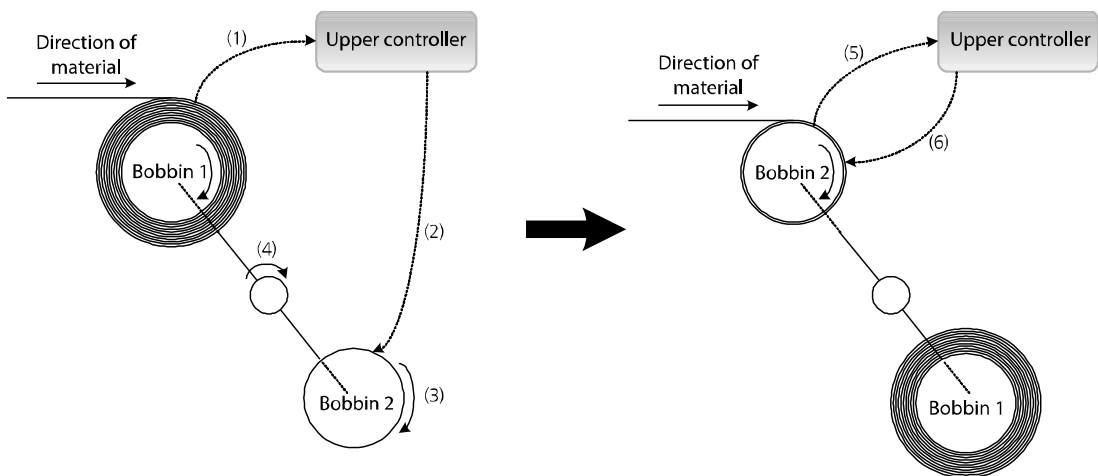 Direction of
material
(1)
Upper controller
Bobbin 1
(2)
(4)
Bobbin 2
(3)
Direction of
material
(5)
Upper controller
(6)
Bobbin 2
Bobbin 1